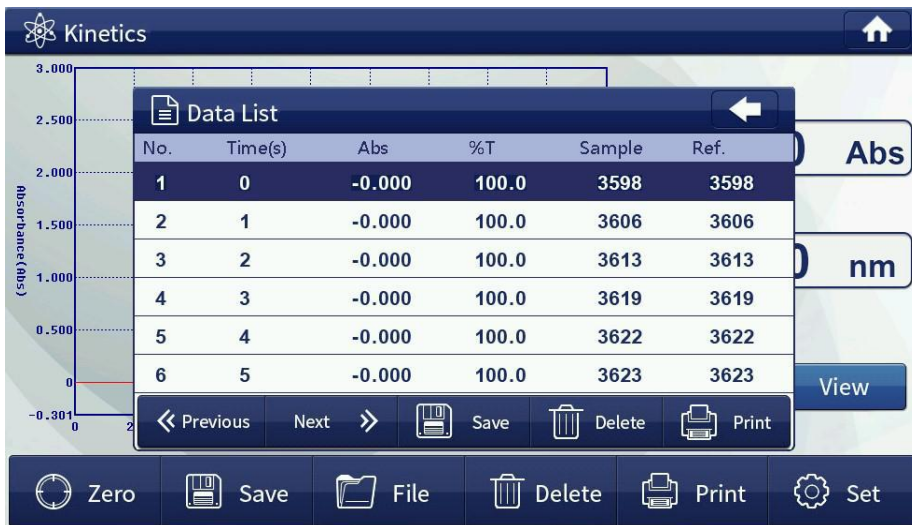 Kinetics
3.000
2.500
2.000
1.500
1.000
0.500
0
-0.301
Absorbance(Abs)
0 2
Data List
No. Time(s) Abs %T Sample Ref.
1 0 -0.000 100.0 3598 3598
2 1 -0.000 100.0 3606 3606
3 2 -0.000 100.0 3613 3613
4 3 -0.000 100.0 3619 3619
5 4 -0.000 100.0 3622 3622
6 5 -0.000 100.0 3623 3623
Previous Next Save Delete Print
0 Abs
0 nm
View
Zero Save File Delete Print Set